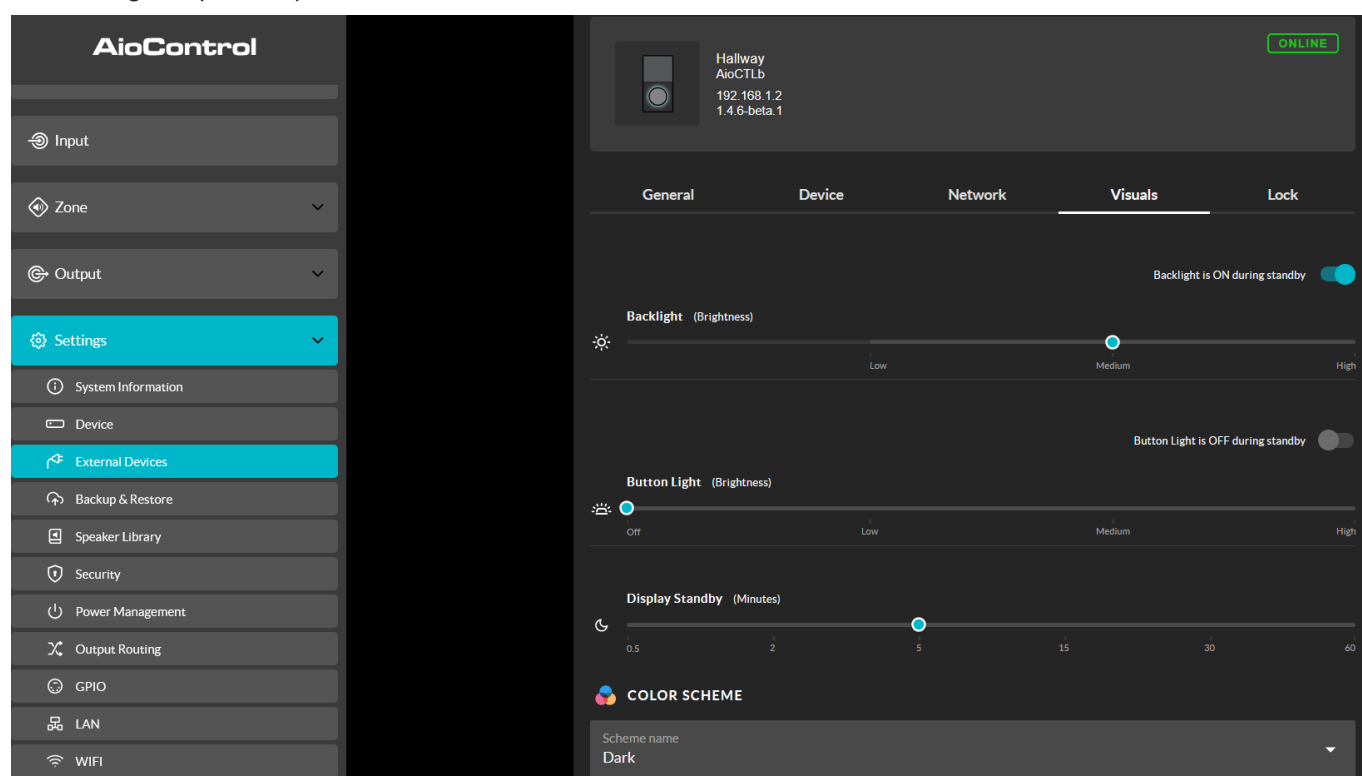 AioControl
Input
Zone
Output
Settings
System Information
Device
External Devices
Backup & Restore
Speaker Library
Security
Power Management
Output Routing
GPIO
LAN
WIFI
Hallway
AioCTLb
192.168.1.2
1.4.6-beta.1
ONLINE
General Device Network Visuals Lock
Backlight is ON during standby
Backlight (Brightness)
Low Medium High
Button Light is OFF during standby
Button Light (Brightness)
Off Low Medium High
Display Standby (Minutes)
0.5 2 5 15 30 60
COLOR SCHEME
Scheme name
Dark